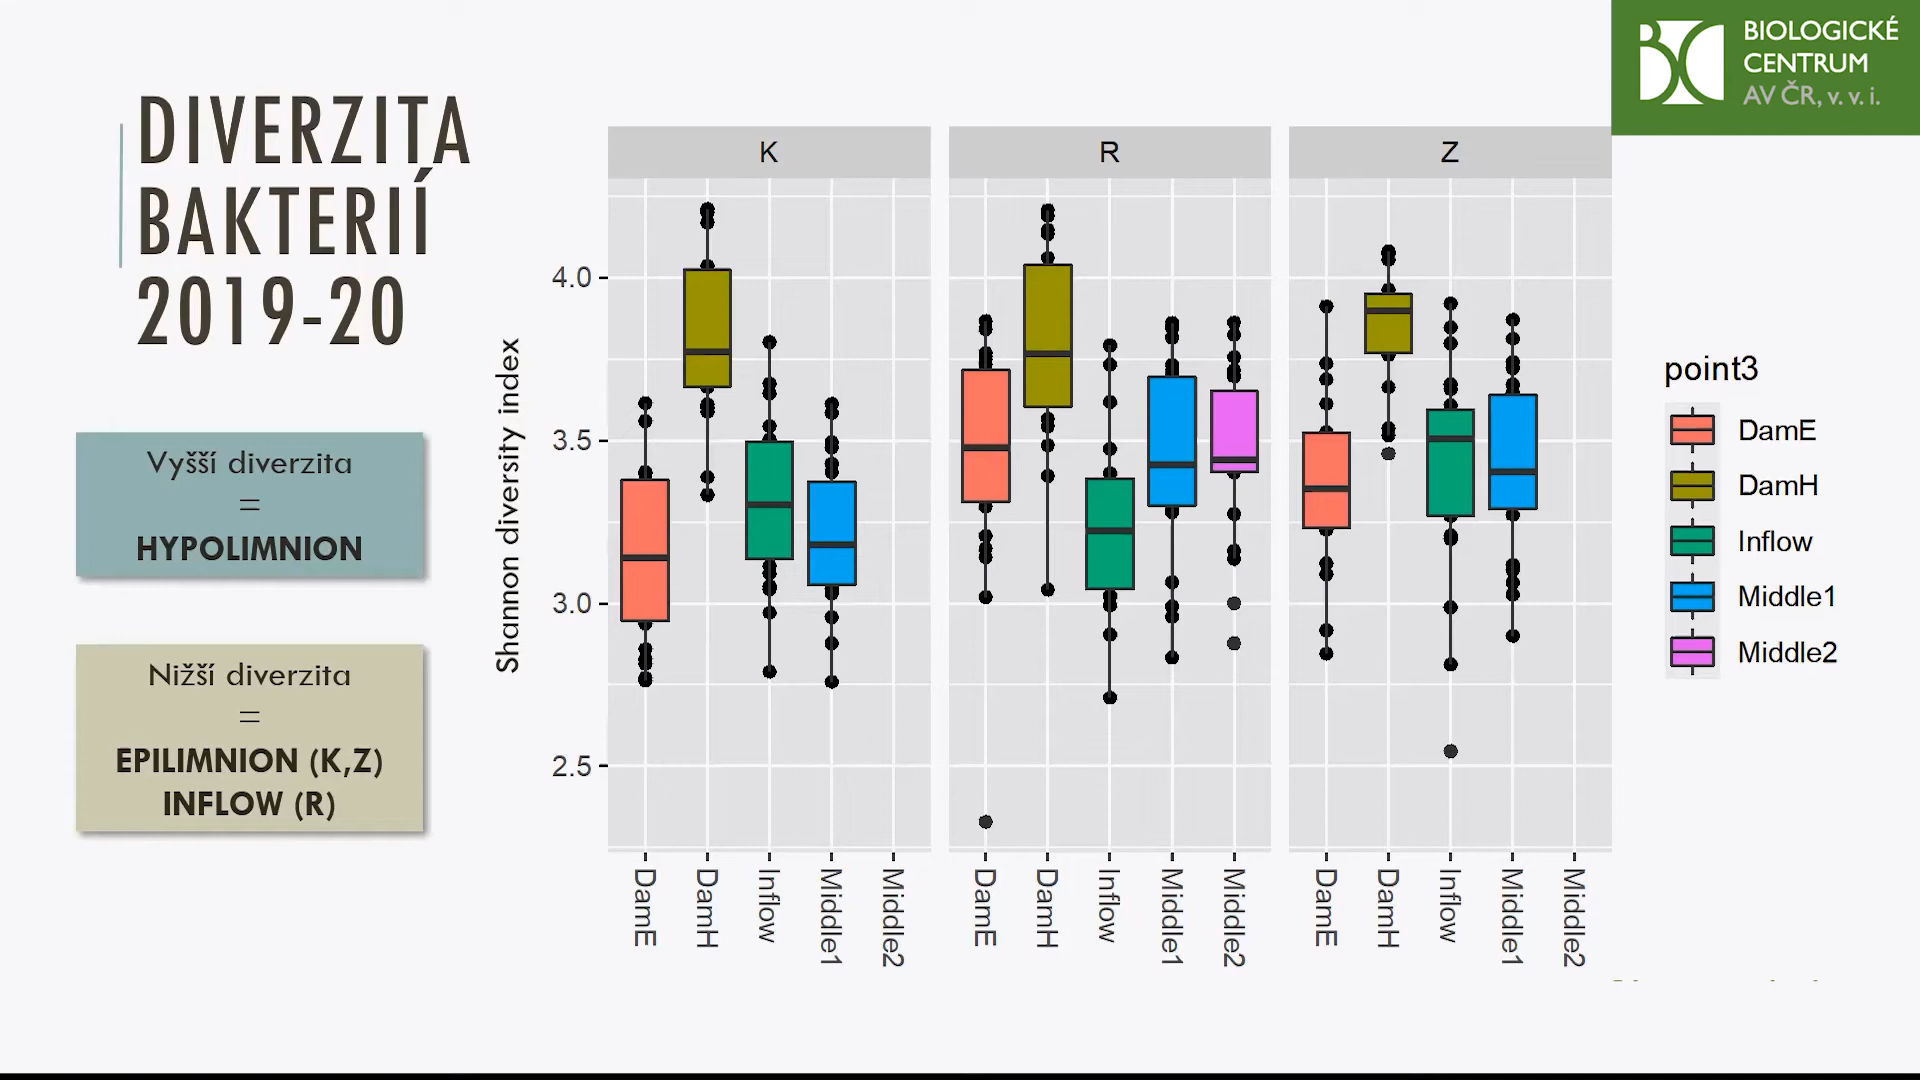 DIVERZITA
BAKTERIÍ
2019-20
BIOLOGICKÉ
CENTRUM
AV ČR, v. v. i.
Vyšší diverzita
=
HYPOLIMNION
Nižší diverzita
=
EPILIMNION (K,Z)
INFLOW (R)
K
R
Z
Shannon diversity index
4.0
3.5
3.0
2.5
DamE
DamH
Inflow
Middle1
Middle2
DamE
DamH
Inflow
Middle1
Middle2
DamE
DamH
Inflow
Middle1
Middle2
point3
DamE
DamH
Inflow
Middle1
Middle2